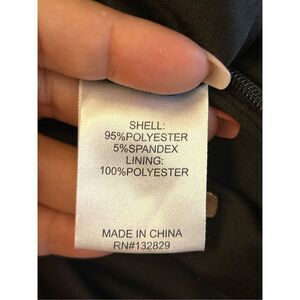 SHELL:
95%POLYESTER
5%SPANDEX
LINING:
100%POLYESTER
MADE IN CHINA
RN#132829